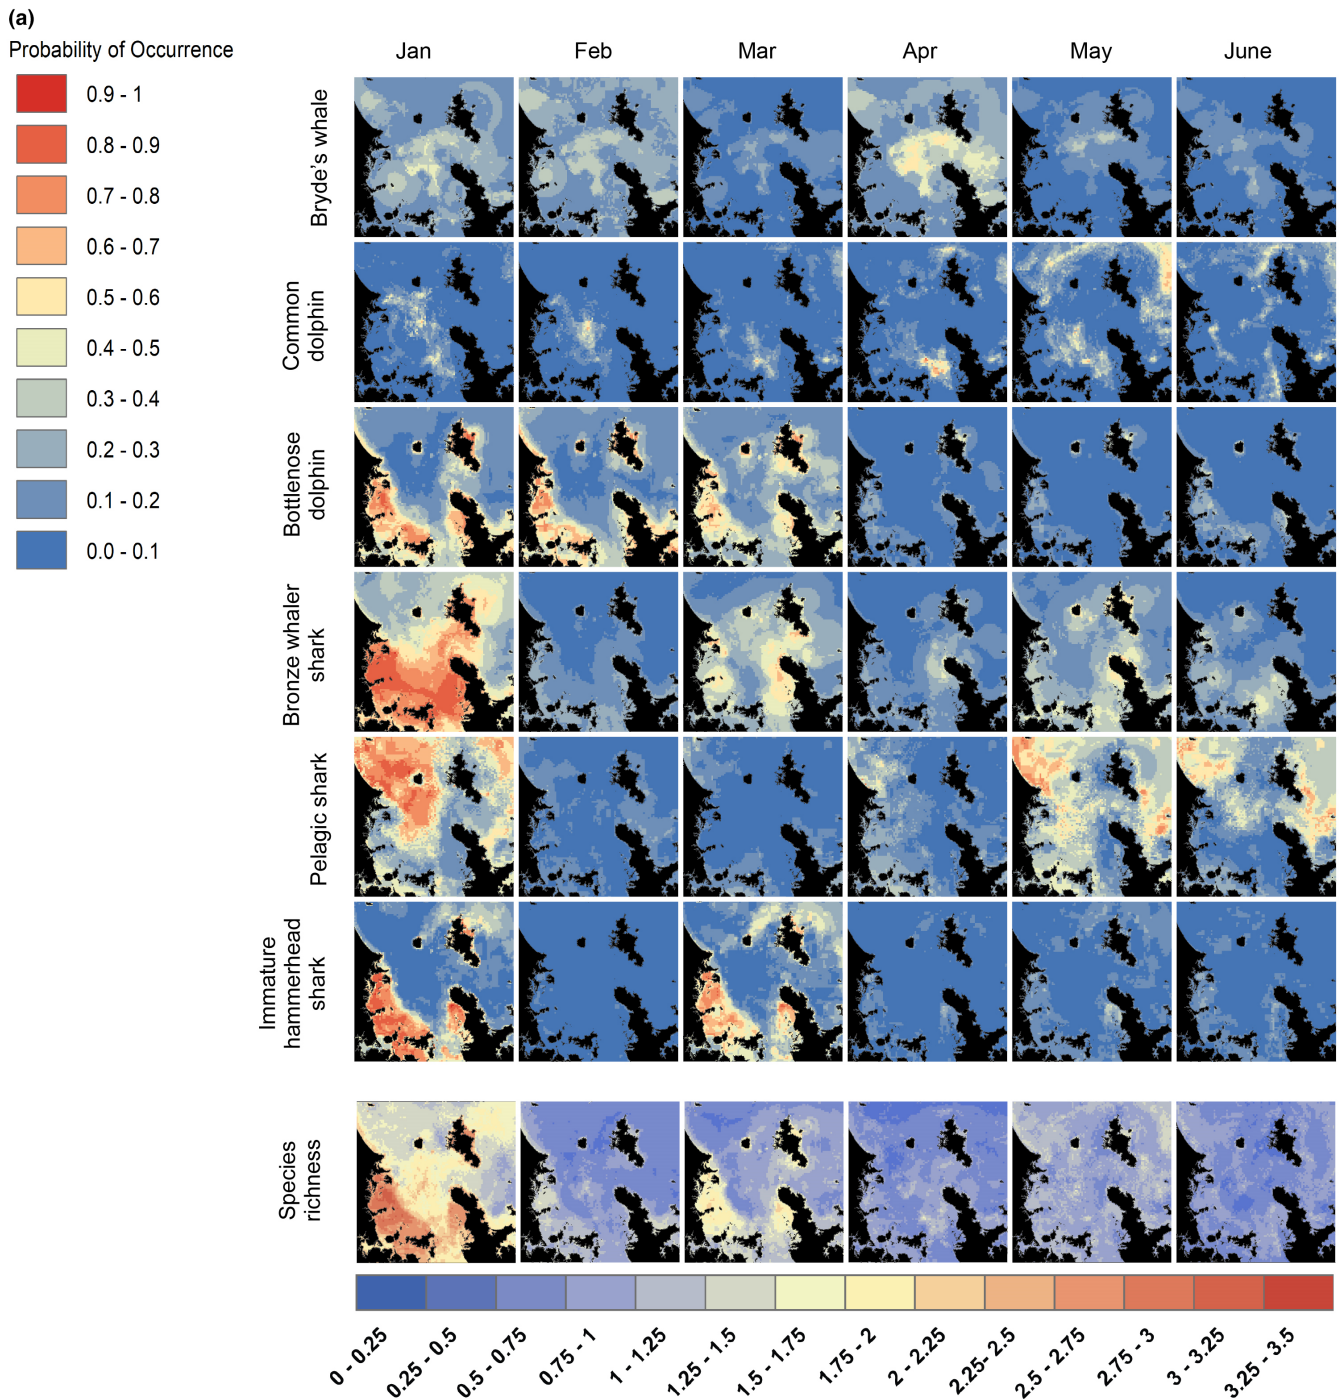 (a)
Probability of Occurrence
0.9 - 1
0.8 - 0.9
0.7 - 0.8
0.6 - 0.7
0.5 - 0.6
0.4 - 0.5
0.3 - 0.4
0.2 - 0.3
0.1 - 0.2
0.0 - 0.1
Jan Feb Mar Apr May June
Bryde's whale
Common
dolphin
Bottlenose
dolphin
Bronze whaler
shark
Pelagic shark
Immature
hammerhead
shark
Species
richness
0 - 0.25
0.25 - 0.5
0.5 - 0.75
0.75 - 1
1 - 1.25
1.25 - 1.5
1.5 - 1.75
1.75 - 2
2 - 2.25
2.25- 2.5
2.5 - 2.75
2.75 - 3
3 - 3.25
3.25 - 3.5